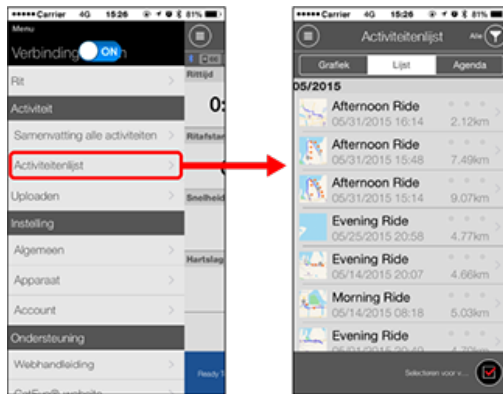 Carrier 4G 15:26 81%
Menu
Verbinding ON
Rit
Activiteit
Samenvatting alle activiteiten
Activiteitenlijst
Uploaden
Instelling
Algemeen
Apparaat
Account
Ondersteuning
Webhandleiding
CatEye® website
Rittijd
0:
Ritafstan
Snelheid
Hartslag
Ready T
Carrier 4G 15:26 81%
Activiteitenlijst Alle
Grafiek Lijst Agenda
05/2015
Afternoon Ride
05/31/2015 16:14 2.12km
Afternoon Ride
05/31/2015 15:48 7.49km
Afternoon Ride
05/31/2015 15:14 9.07km
Evening Ride
05/25/2015 20:58 4.77km
Evening Ride
05/14/2015 20:07 4.66km
Morning Ride
05/14/2015 08:18 5.03km
Evening Ride
Selecteren voor v...